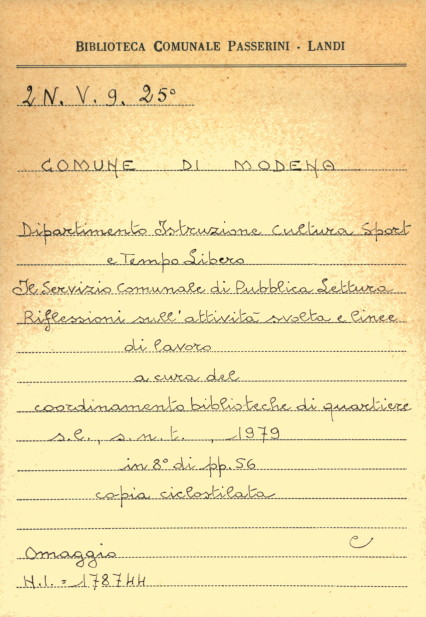 BIBLIOTECA COMUNALE PASSERINI - LANDI
2 N. V. 9. 25°
COMUNE DI MODENA
Dipartimento Istruzione Cultura Sport
e Tempo Libero
Il Servizio Comunale di Pubblica Lettura
Riflessioni sull'attività svolta e linee
di lavoro
a cura del
coordinamento biblioteche di quartiere
s.l., s.n.t., 1979
in 8° di pp. 56
copia ciclostilata
C
Omaggio
N.I. = 178744